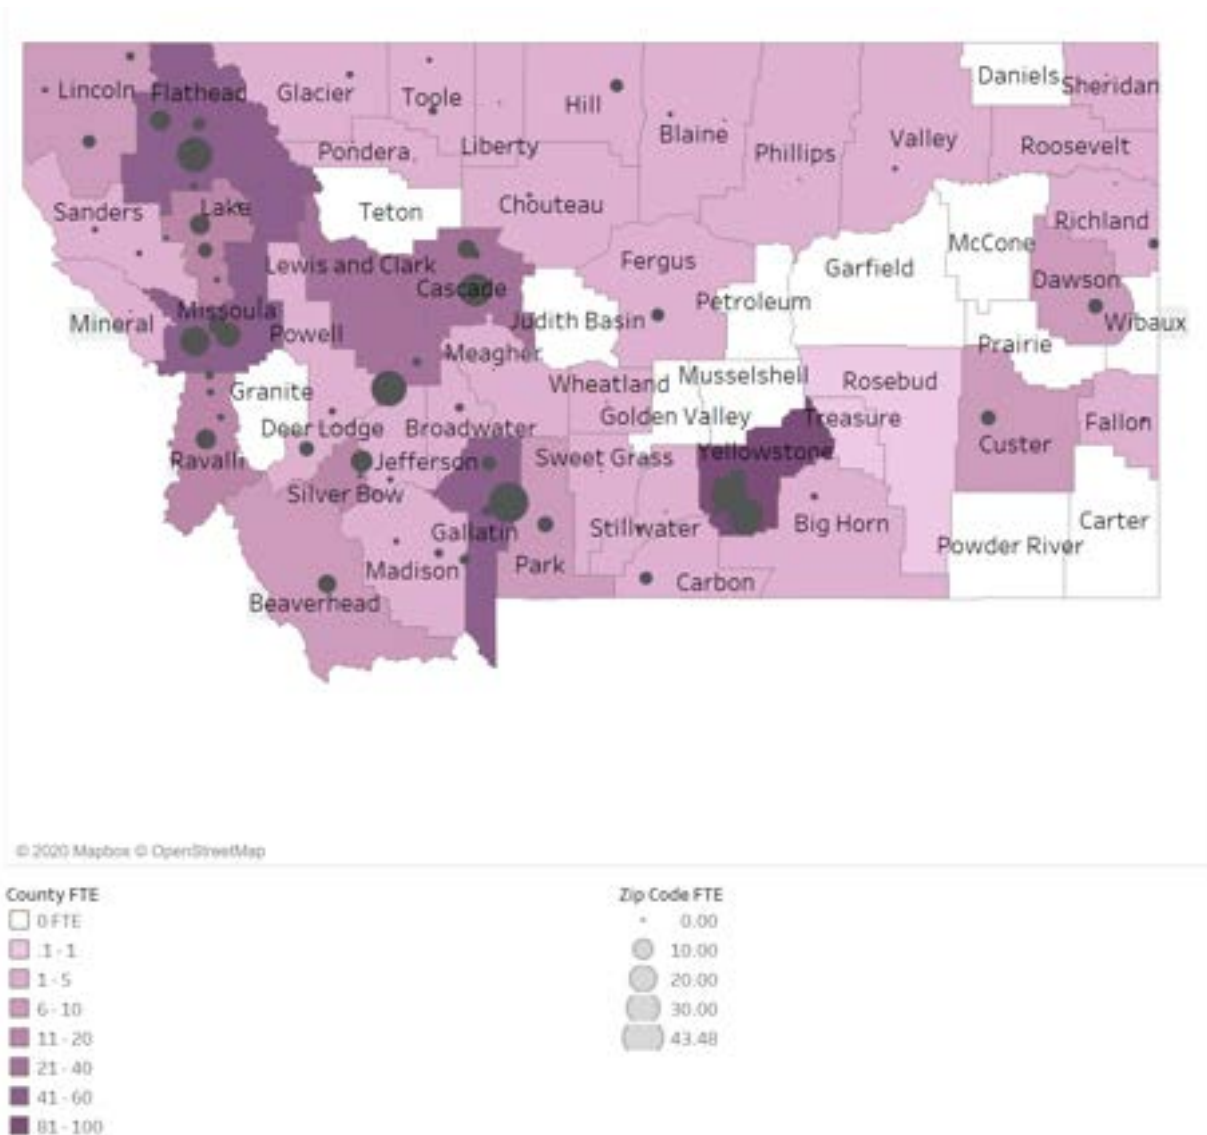 Daniels
Sheridan
Lincoln Flathead Glacier Toole Hill
Blaine Valley
Pondera Liberty Phillips Roosevelt
Sanders Lake Teton Chouteau
Richland
McCone
Lewis and Clark Fergus Garfield
Dawson
Cascade
Petroleum
Mineral Missoula Powell Judith Basin Wibaux
Meagher Prairie
Granite Wheatland Musselshell Rosebud
Golden Valley Treasure
Deer Lodge Broadwater Fallon
Custer
Ravalli Jefferson Sweet Grass Yellowstone
Silver Bow
Gallatin Stillwater Big Horn Carter
Powder River
Madison Park
Carbon
Beaverhead
© 2020 Mapbox © OpenStreetMap
County FTE
0 FTE
.1 - 1
1 - 5
6 - 10
11 - 20
21 - 40
41 - 60
81 - 100
Zip Code FTE
0.00
10.00
20.00
30.00
43.48